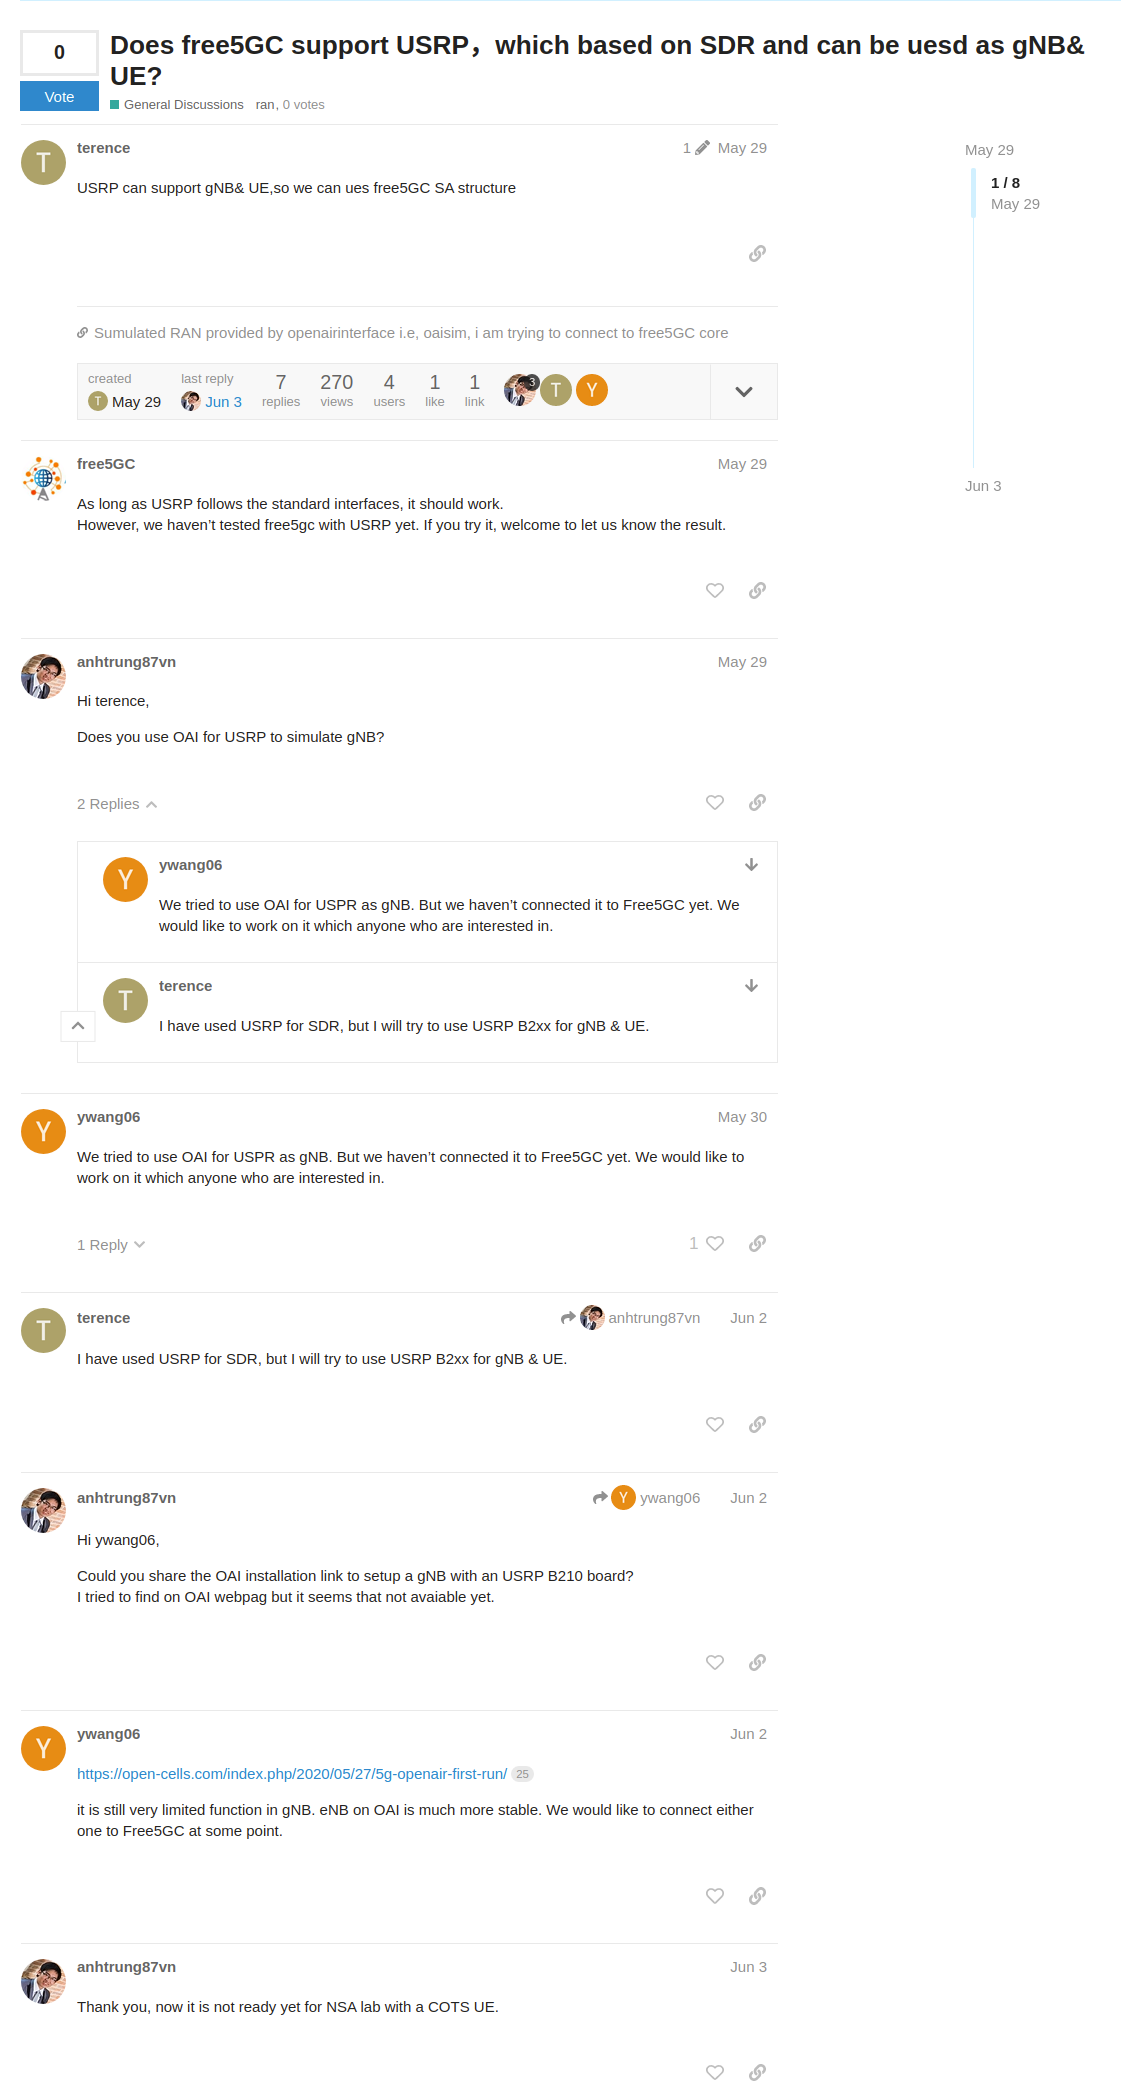 0
Vote
Does free5GC support USRP，which based on SDR and can be uesd as gNB&
UE?
General Discussions ran, 0 votes
T
terence
1 May 29
USRP can support gNB& UE,so we can ues free5GC SA structure
May 29
1 / 8
May 29
Jun 3
Sumulated RAN provided by openairinterface i.e, oaisim, i am trying to connect to free5GC core
created
T May 29
last reply
Jun 3
7
replies
270
views
4
users
1
like
1
link
3
T
Y
free5GC
May 29
As long as USRP follows the standard interfaces, it should work.
However, we haven’t tested free5gc with USRP yet. If you try it, welcome to let us know the result.
anhtrung87vn
May 29
Hi terence,
Does you use OAI for USRP to simulate gNB?
2 Replies
Y
ywang06
We tried to use OAI for USPR as gNB. But we haven’t connected it to Free5GC yet. We
would like to work on it which anyone who are interested in.
T
terence
I have used USRP for SDR, but I will try to use USRP B2xx for gNB & UE.
Y
ywang06
May 30
We tried to use OAI for USPR as gNB. But we haven’t connected it to Free5GC yet. We would like to
work on it which anyone who are interested in.
1 Reply
1
T
terence
anhtrung87vn
Jun 2
I have used USRP for SDR, but I will try to use USRP B2xx for gNB & UE.
anhtrung87vn
Y ywang06
Jun 2
Hi ywang06,
Could you share the OAI installation link to setup a gNB with an USRP B210 board?
I tried to find on OAI webpag but it seems that not avaiable yet.
Y
ywang06
Jun 2
https://open-cells.com/index.php/2020/05/27/5g-openair-first-run/ 25
it is still very limited function in gNB. eNB on OAI is much more stable. We would like to connect either
one to Free5GC at some point.
anhtrung87vn
Jun 3
Thank you, now it is not ready yet for NSA lab with a COTS UE.